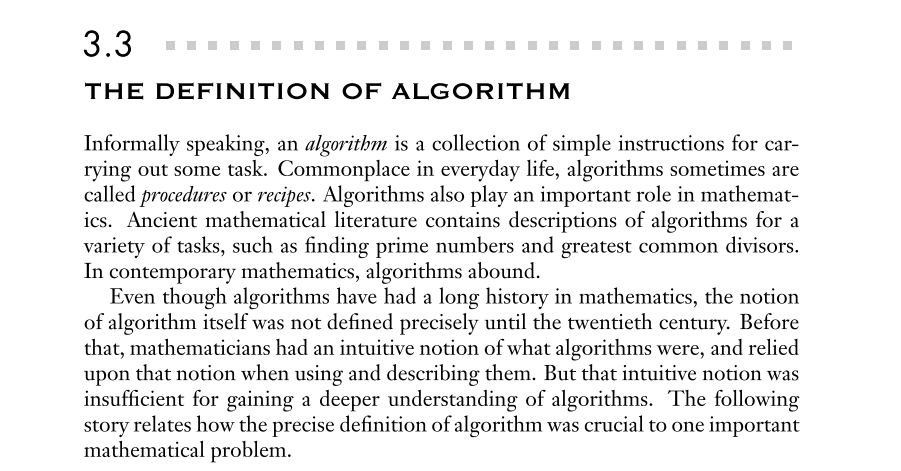 3.3
THE DEFINITION OF ALGORITHM
Informally speaking, an algorithm is a collection of simple instructions for car-
rying out some task. Commonplace in everyday life, algorithms sometimes are
called procedures or recipes. Algorithms also play an important role in mathemat-
ics. Ancient mathematical literature contains descriptions of algorithms for a
variety of tasks, such as finding prime numbers and greatest common divisors.
In contemporary mathematics, algorithms abound.
Even though algorithms have had a long history in mathematics, the notion
of algorithm itself was not defined precisely until the twentieth century. Before
that, mathematicians had an intuitive notion of what algorithms were, and relied
upon that notion when using and describing them. But that intuitive notion was
insufficient for gaining a deeper understanding of algorithms. The following
story relates how the precise definition of algorithm was crucial to one important
mathematical problem.